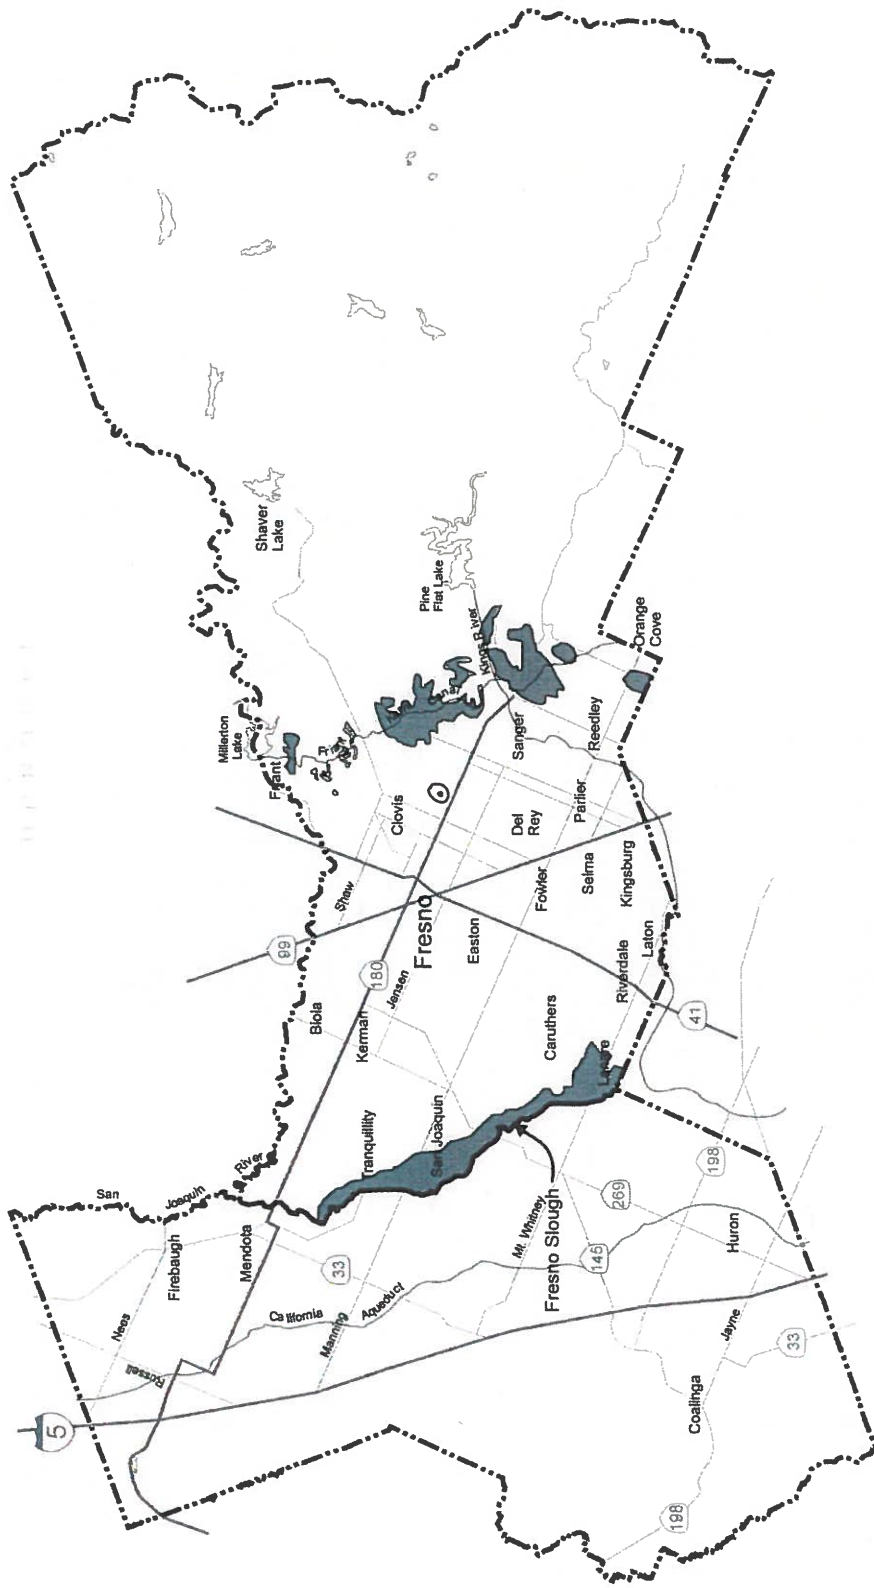 Shaver
Lake
Pine
Flat Lake
Kings River
Orange
Cove
Millerton
Lake
Friant
Sanger
Reedley
Clovis
Del
Rey
Parlier
Shaw
Fresno
Fowler
Selma
Kingsburg
99
Easton
180
Jensen
Biola
Kerman
Caruthers
Riverdale
Laton
41
Lemoore
San
Joaquin
River
Tranquillity
San Joaquin
Fresno Slough
Firebaugh
Mendota
33
Mt. Whitney
145
269
198
Huron
Nees
Russell
California
Aqueduct
Manning
Jayne
33
5
Coalinga
198